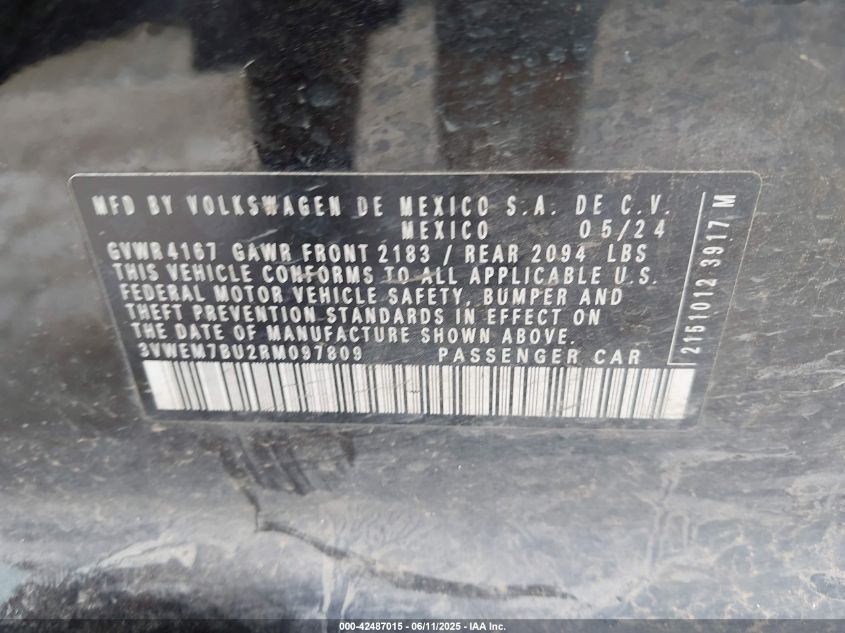 MFD BY VOLKSWAGEN DE MEXICO S.A. DE C.V.
MEXICO 05/24
GVWR 4167 GAWR FRONT 2183 / REAR 2094 LBS
THIS VEHICLE CONFORMS TO ALL APPLICABLE U.S.
FEDERAL MOTOR VEHICLE SAFETY, BUMPER AND
THEFT PREVENTION STANDARDS IN EFFECT ON
THE DATE OF MANUFACTURE SHOWN ABOVE.
3VWEM7BU2RM097809 PASSENGER CAR
2151012 3917 M
000-42487015 - 06/11/2025 - IAA Inc.